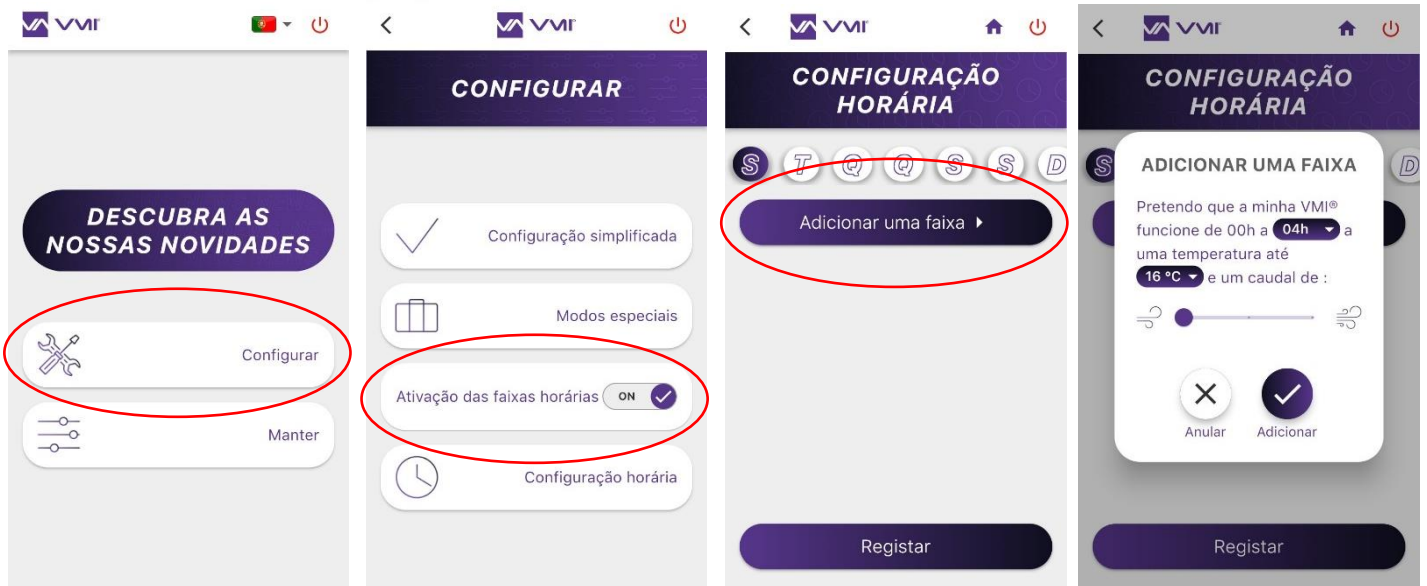 VMI
DESCUBRA AS
NOSSAS NOVIDADES
Configurar
Manter
VMI
CONFIGURAR
Configuração simplificada
Modos especiais
Ativação das faixas horárias ON
Configuração horária
VMI
CONFIGURAÇÃO
HORÁRIA
S T Q Q S S D
Adicionar uma faixa
Registar
VMI
CONFIGURAÇÃO
HORÁRIA
S D
ADICIONAR UMA FAIXA
Pretendo que a minha VMI®
funcione de 00h a 04h a
uma temperatura até
16 °C e um caudal de :
Anular Adicionar
Registar